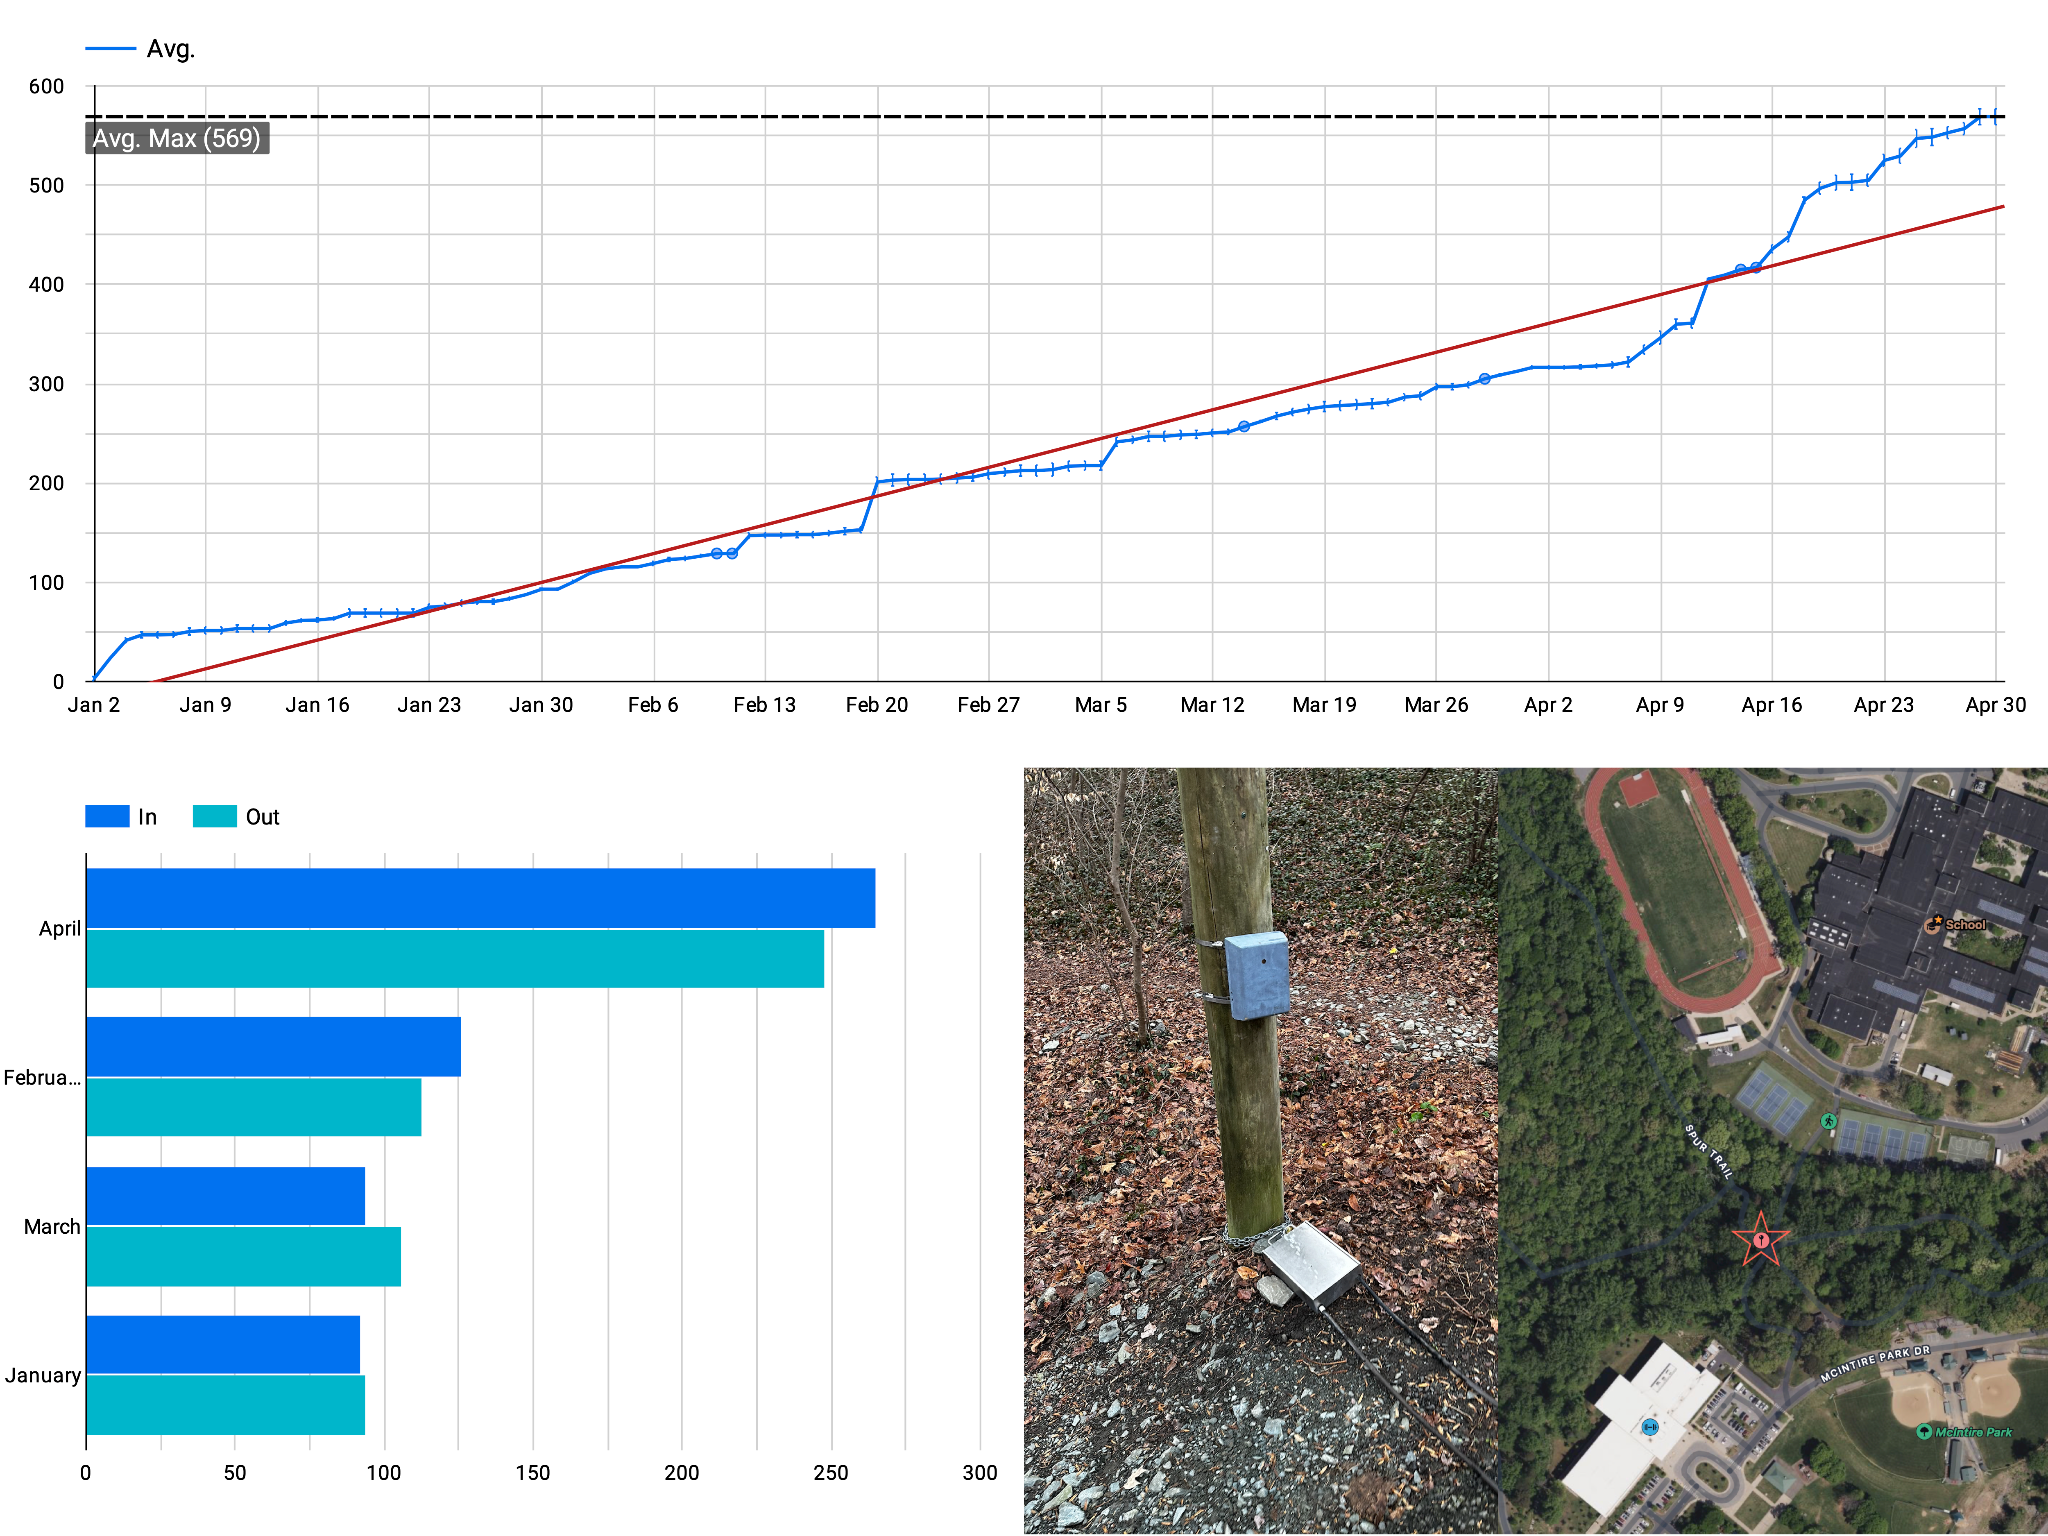 Avg.
600
Avg. Max (569)
500
400
300
200
100
0
Jan 2 Jan 9 Jan 16 Jan 23 Jan 30 Feb 6 Feb 13 Feb 20 Feb 27 Mar 5 Mar 12 Mar 19 Mar 26 Apr 2 Apr 9 Apr 16 Apr 23 Apr 30
In Out
April
Februa...
March
January
0 50 100 150 200 250 300
School
SPUR TRAIL
MCINTIRE PARK DR
McIntire Park